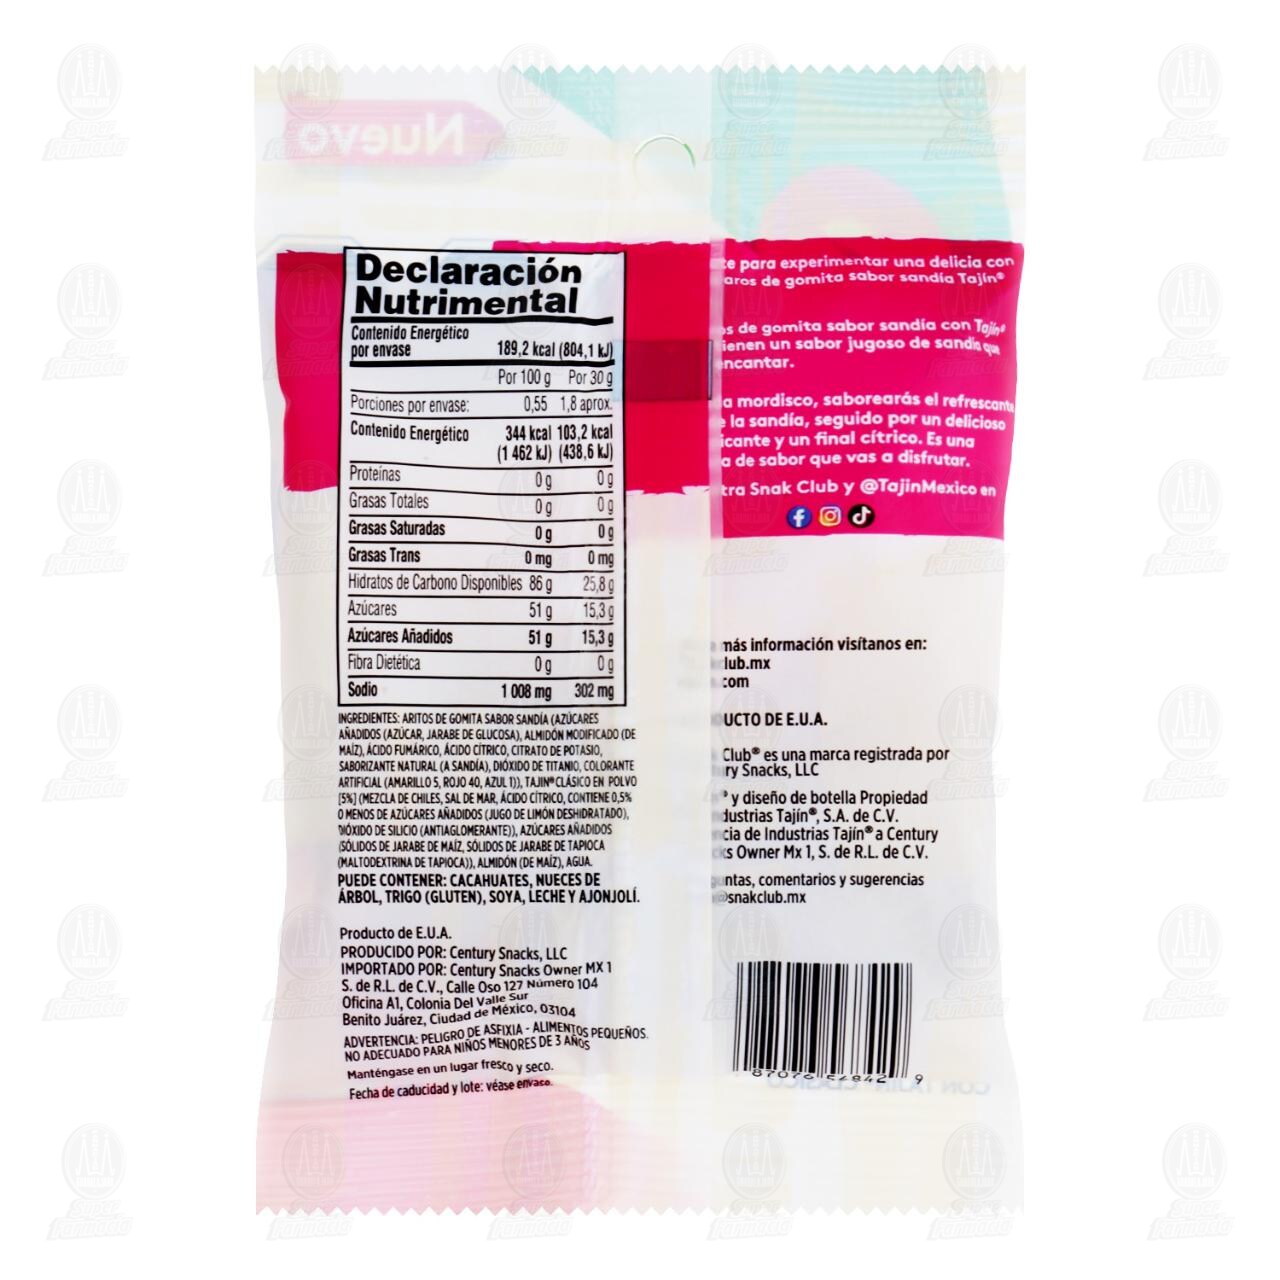 Nuevo
Declaración
Nutrimental
Contenido Energético
por envase 189,2 kcal (804,1 kJ)
Por 100 g Por 30 g
Porciones por envase: 0,55 1,8 aprox.
Contenido Energético 344 kcal 103,2 kcal
(1 462 kJ) (438,6 kJ)
Proteínas 0 g 0 g
Grasas Totales 0 g 0 g
Grasas Saturadas 0 g 0 g
Grasas Trans 0 mg 0 mg
Hidratos de Carbono Disponibles 86 g 25,8 g
Azúcares 51 g 15,3 g
Azúcares Añadidos 51 g 15,3 g
Fibra Dietética 0 g 0 g
Sodio 1 008 mg 302 mg
INGREDIENTES: ARITOS DE GOMITA SABOR SANDÍA (AZÚCARES
AÑADIDOS (AZÚCAR, JARABE DE GLUCOSA), ALMIDÓN MODIFICADO (DE
MAÍZ), ÁCIDO FUMÁRICO, ÁCIDO CÍTRICO, CITRATO DE POTASIO,
SABORIZANTE NATURAL (A SANDÍA), DIÓXIDO DE TITANIO, COLORANTE
ARTIFICIAL (AMARILLO 5, ROJO 40, AZUL 1)), TAJIN® CLÁSICO EN POLVO
[5%] (MEZCLA DE CHILES, SAL DE MAR, ÁCIDO CÍTRICO, CONTIENE 0,5%
O MENOS DE AZÚCARES AÑADIDOS (JUGO DE LIMÓN DESHIDRATADO),
DIÓXIDO DE SILICIO (ANTIAGLOMERANTE)), AZÚCARES AÑADIDOS
(SÓLIDOS DE JARABE DE MAÍZ, SÓLIDOS DE JARABE DE TAPIOCA
(MALTODEXTRINA DE TAPIOCA)), ALMIDÓN (DE MAÍZ), AGUA.
PUEDE CONTENER: CACAHUATES, NUECES DE
ÁRBOL, TRIGO (GLUTEN), SOYA, LECHE Y AJONJOLÍ.
Producto de E.U.A.
PRODUCIDO POR: Century Snacks, LLC
IMPORTADO POR: Century Snacks Owner MX 1
S. de R.L. de C.V., Calle Oso 127 Número 104
Oficina A1, Colonia Del Valle Sur
Benito Juárez, Ciudad de México, 03104
ADVERTENCIA: PELIGRO DE ASFIXIA - ALIMENTOS PEQUEÑOS.
NO ADECUADO PARA NIÑOS MENORES DE 3 AÑOS
Manténgase en un lugar fresco y seco.
Fecha de caducidad y lote: véase envase.
te para experimentar una delicia con
aros de gomita sabor sandía Tajín®
os de gomita sabor sandía con Tajín®
ienen un sabor jugoso de sandía que
encantar.
a mordisco, saborearás el refrescante
e la sandía, seguido por un delicioso
icante y un final cítrico. Es una
a de sabor que vas a disfrutar.
tra Snak Club y @TajinMexico en
más información visítanos en:
club.mx
.com
DUCTO DE E.U.A.
Club® es una marca registrada por
ry Snacks, LLC
® y diseño de botella Propiedad
dustrias Tajín®, S.A. de C.V.
ncia de Industrias Tajín® a Century
cks Owner Mx 1, S. de R.L. de C.V.
guntas, comentarios y sugerencias
@snakclub.mx
CON TAJÍN CLÁSICO